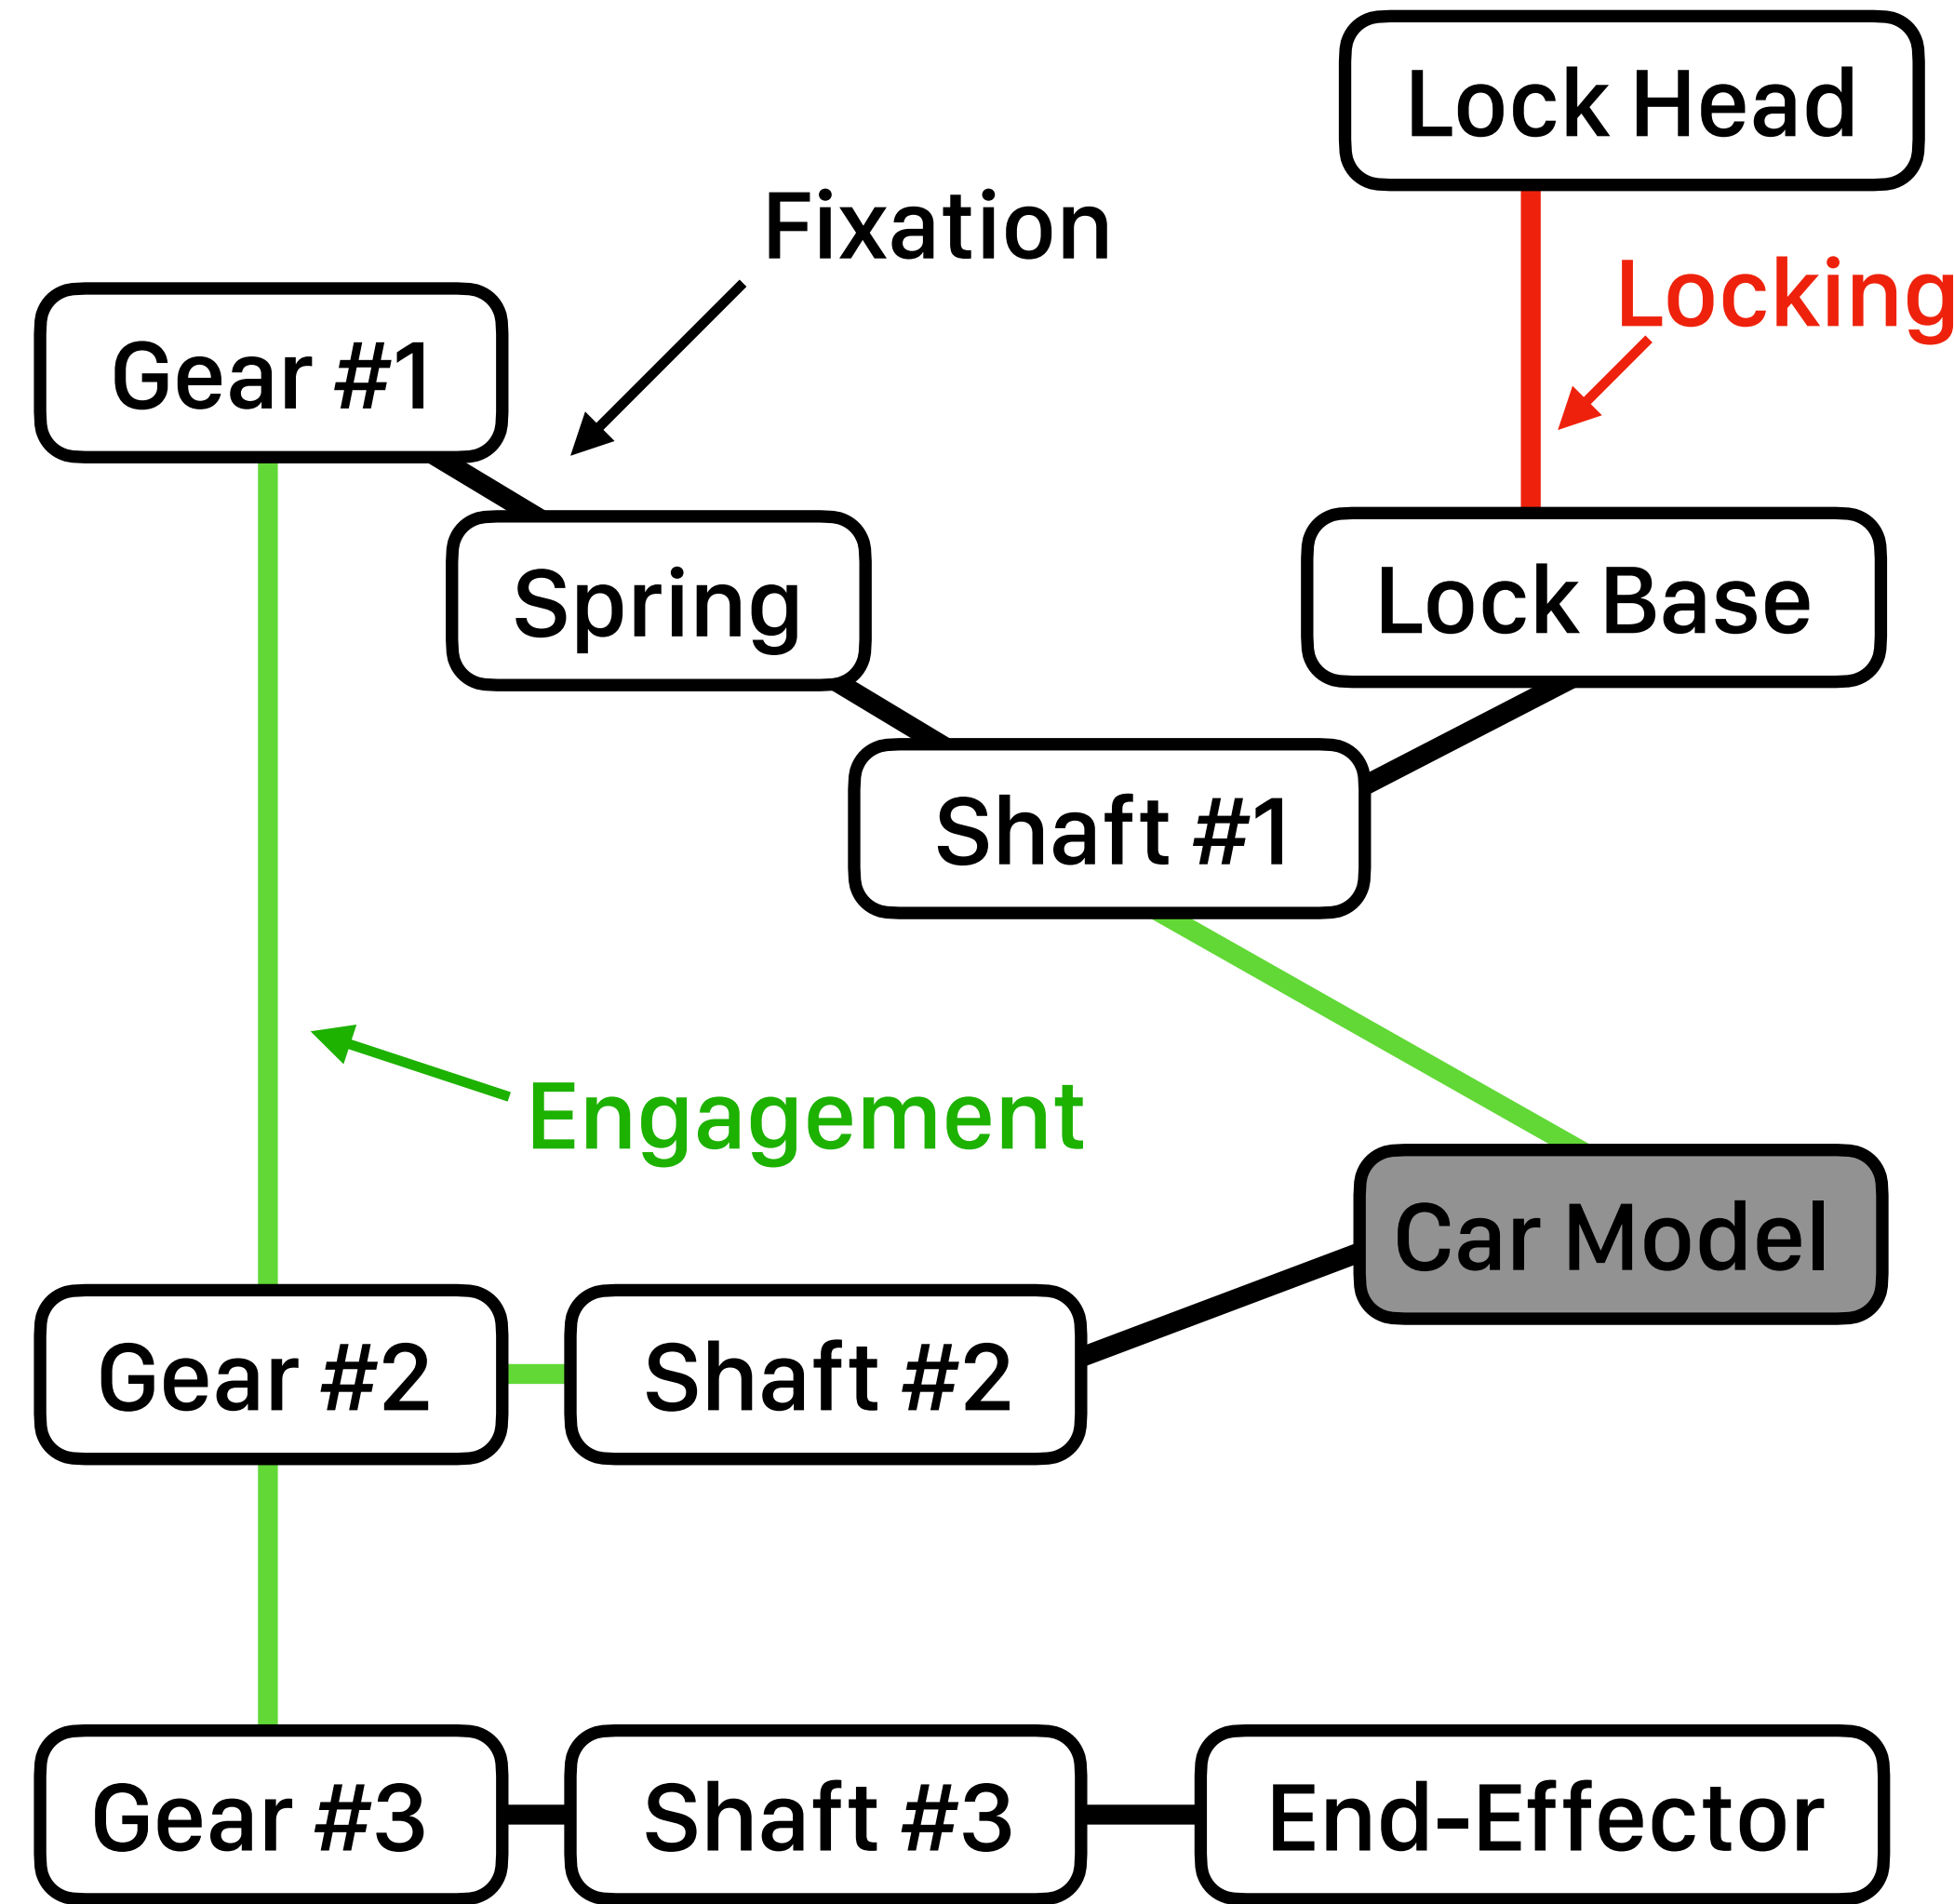 Lock Head
Fixation
Locking
Gear #1
Spring
Lock Base
Shaft #1
Engagement
Car Model
Gear #2
Shaft #2
Gear #3
Shaft #3
End-Effector